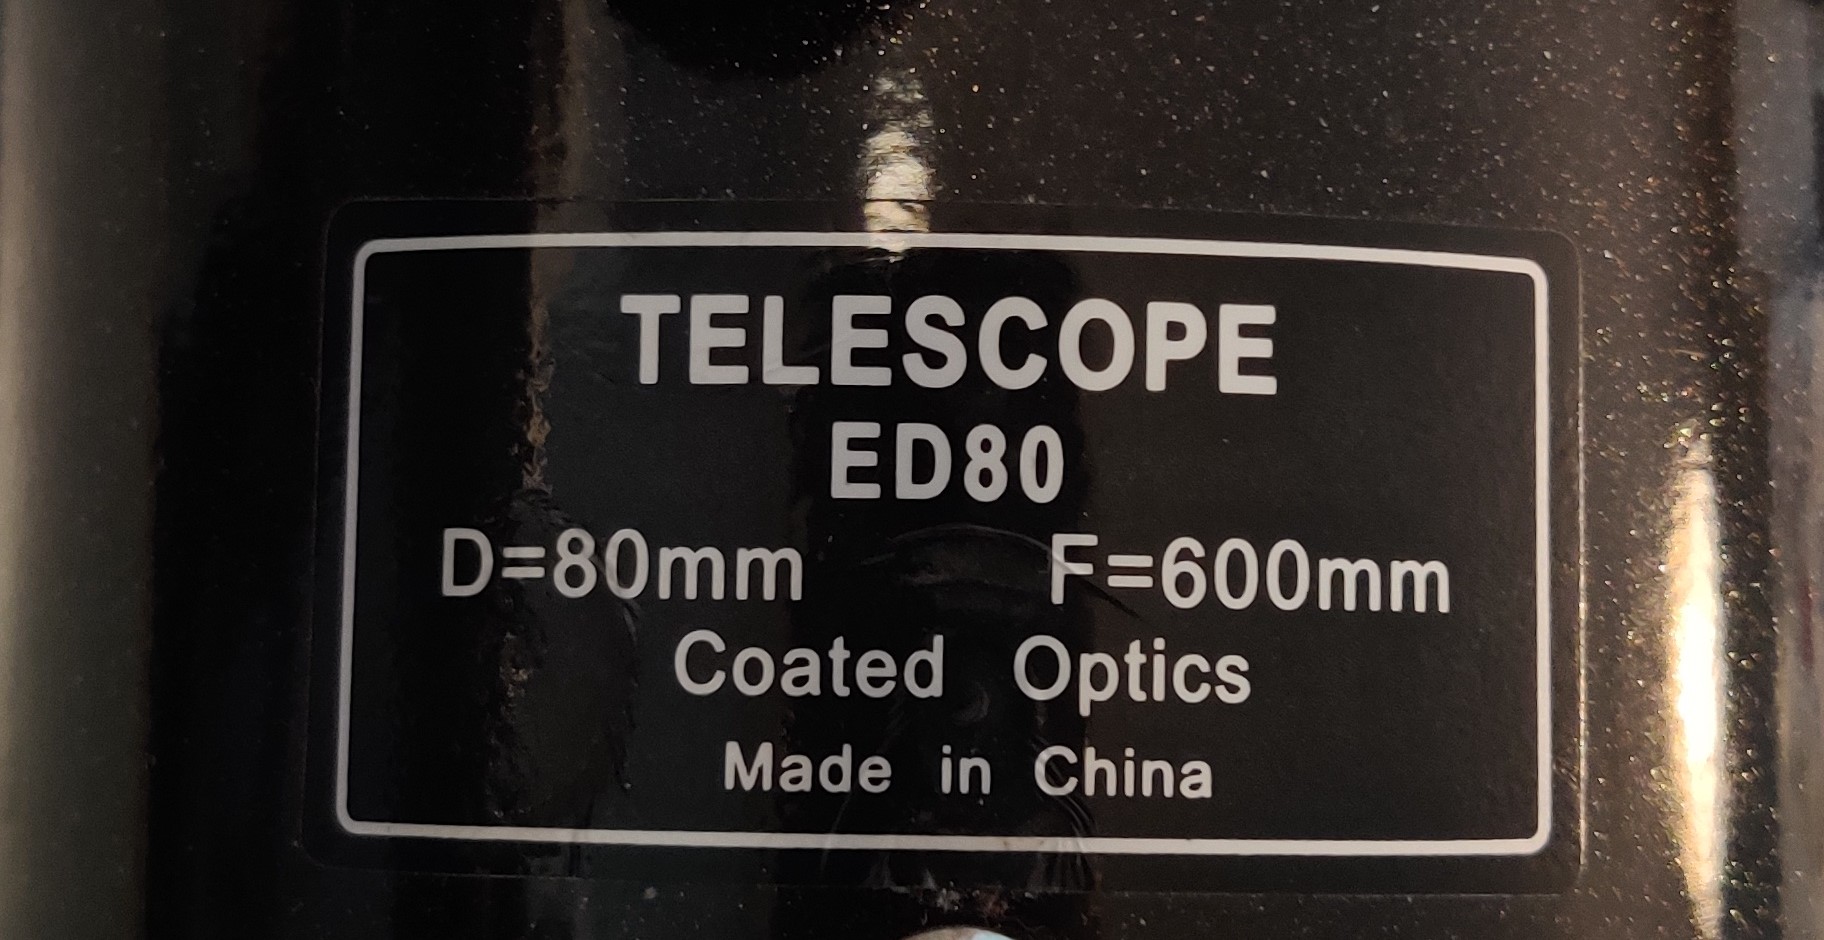 TELESCOPE
ED80
D=80mm F=600mm
Coated Optics
Made in China